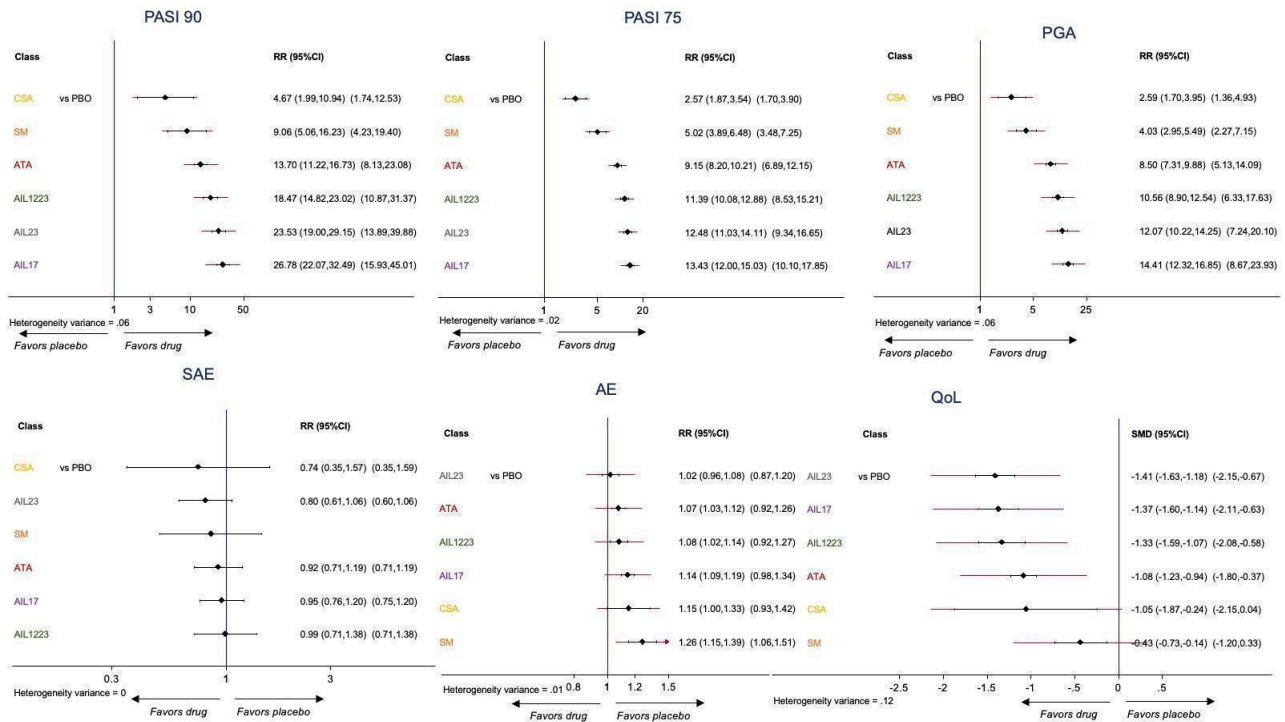 PASI 90
Class RR (95%CI)
CSA vs PBO 4.67 (1.99,10.94) (1.74,12.53)
SM 9.06 (5.06,16.23) (4.23,19.40)
ATA 13.70 (11.22,16.73) (8.13,23.08)
AIL1223 18.47 (14.82,23.02) (10.87,31.37)
AIL23 23.53 (19.00,29.15) (13.89,39.88)
AIL17 26.78 (22.07,32.49) (15.93,45.01)
1 3 10 50
Heterogeneity variance = .06
Favors placebo Favors drug
PASI 75
Class RR (95%CI)
CSA vs PBO 2.57 (1.87,3.54) (1.70,3.90)
SM 5.02 (3.89,6.48) (3.48,7.25)
ATA 9.15 (8.20,10.21) (6.89,12.15)
AIL1223 11.39 (10.08,12.88) (8.53,15.21)
AIL23 12.48 (11.03,14.11) (9.34,16.65)
AIL17 13.43 (12.00,15.03) (10.10,17.85)
1 5 20
Heterogeneity variance = .02
Favors placebo Favors drug
PGA
Class RR (95%CI)
CSA vs PBO 2.59 (1.70,3.95) (1.36,4.93)
SM 4.03 (2.95,5.49) (2.27,7.15)
ATA 8.50 (7.31,9.88) (5.13,14.09)
AIL1223 10.56 (8.90,12.54) (6.33,17.63)
AIL23 12.07 (10.22,14.25) (7.24,20.10)
AIL17 14.41 (12.32,16.85) (8.67,23.93)
1 5 25
Heterogeneity variance = .06
Favors placebo Favors drug
SAE
Class RR (95%CI)
CSA vs PBO 0.74 (0.35,1.57) (0.35,1.59)
AIL23 0.80 (0.61,1.06) (0.60,1.06)
SM
ATA 0.92 (0.71,1.19) (0.71,1.19)
AIL17 0.95 (0.76,1.20) (0.75,1.20)
AIL1223 0.99 (0.71,1.38) (0.71,1.38)
0.3 1 3
Heterogeneity variance = 0
Favors drug Favors placebo
AE
Class RR (95%CI)
AIL23 vs PBO 1.02 (0.96,1.08) (0.87,1.20)
ATA 1.07 (1.03,1.12) (0.92,1.26)
AIL1223 1.08 (1.02,1.14) (0.92,1.27)
AIL17 1.14 (1.09,1.19) (0.98,1.34)
CSA 1.15 (1.00,1.33) (0.93,1.42)
SM 1.26 (1.15,1.39) (1.06,1.51)
0.8 1 1.2 1.5
Heterogeneity variance = .01
Favors drug Favors placebo
QoL
Class SMD (95%CI)
AIL23 vs PBO -1.41 (-1.63,-1.18) (-2.15,-0.67)
AIL17 -1.37 (-1.60,-1.14) (-2.11,-0.63)
AIL1223 -1.33 (-1.59,-1.07) (-2.08,-0.58)
ATA -1.08 (-1.23,-0.94) (-1.80,-0.37)
CSA -1.05 (-1.87,-0.24) (-2.15,0.04)
SM -0.43 (-0.73,-0.14) (-1.20,0.33)
-2.5 -2 -1.5 -1 -.5 0 .5
Heterogeneity variance = .12
Favors drug Favors placebo